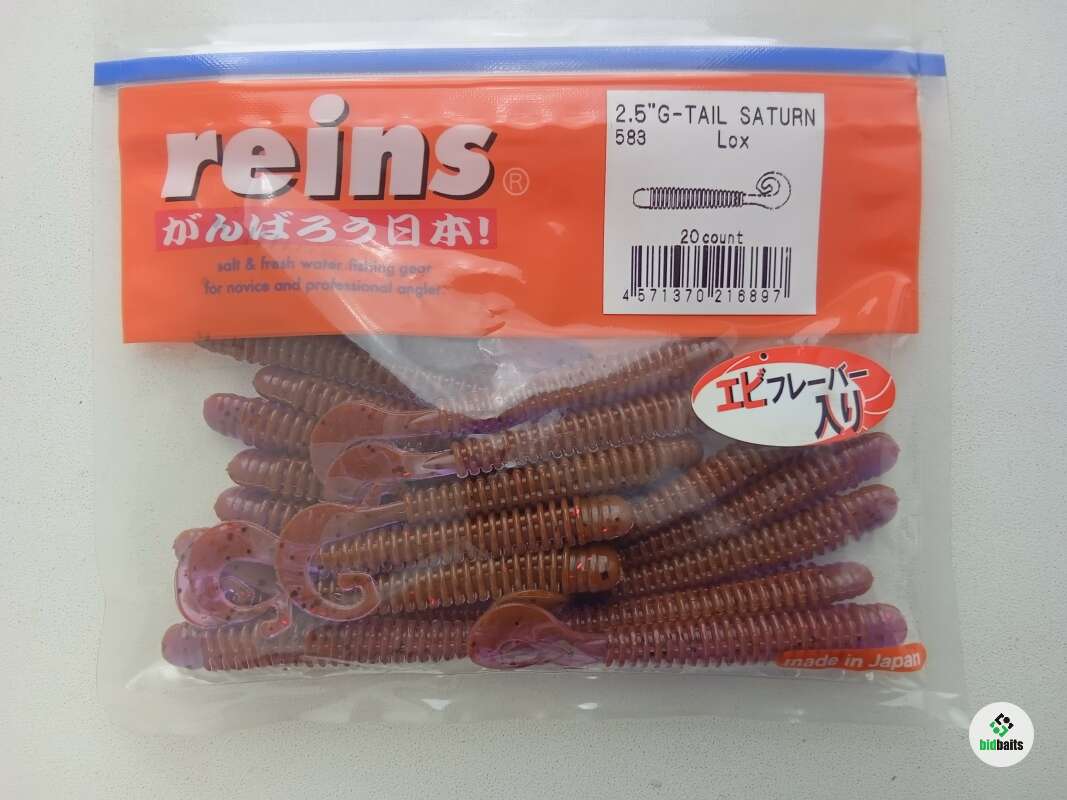 reins®
がんばろう日本!
salt & fresh water fishing gear
for novice and professional angler.
2.5"G-TAIL SATURN
583 Lox
20count
4 571370 216897
エビフレーバー
入り
made in Japan
bidbaits